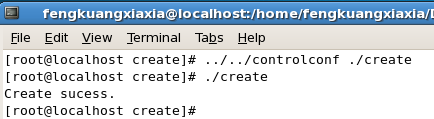 fengkuangxiaxia@localhost:/home/fengkuangxiaxia/
File Edit View Terminal Tabs Help
[root@localhost create]# ../../controlconf ./create
[root@localhost create]# ./create
Create sucess.
[root@localhost create]#